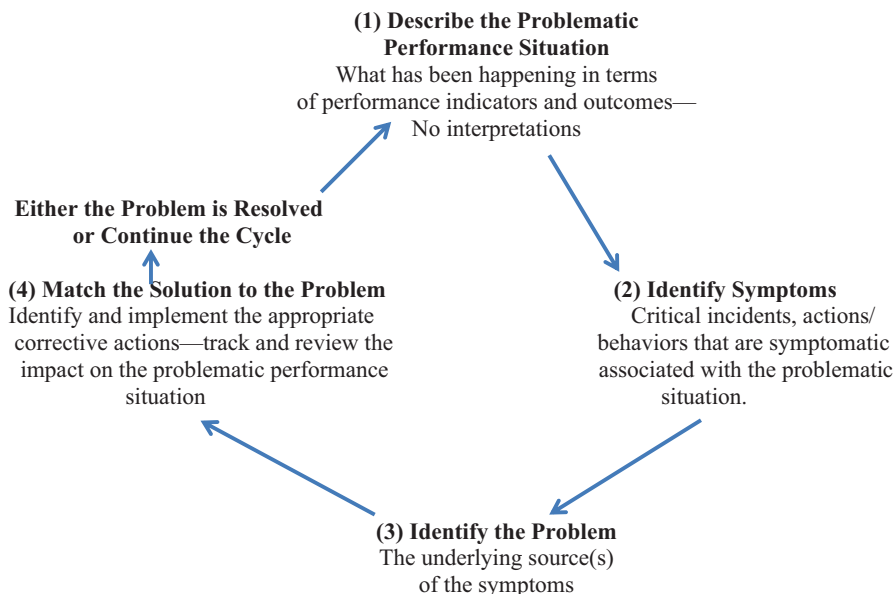 (1) Describe the Problematic
Performance Situation
What has been happening in terms
of performance indicators and outcomes—
No interpretations
Either the Problem is Resolved
or Continue the Cycle
(4) Match the Solution to the Problem
Identify and implement the appropriate
corrective actions—track and review the
impact on the problematic performance
situation
(2) Identify Symptoms
Critical incidents, actions/
behaviors that are symptomatic
associated with the problematic
situation.
(3) Identify the Problem
The underlying source(s)
of the symptoms